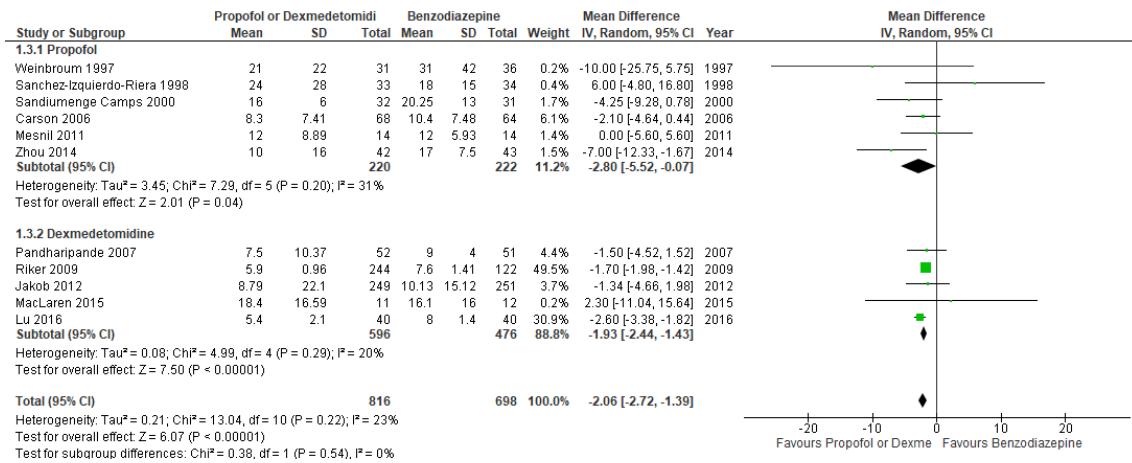 Propofol or Dexmedetomidi Benzodiazepine Mean Difference Mean Difference
Study or Subgroup Mean SD Total Mean SD Total Weight IV, Random, 95% CI Year IV, Random, 95% CI
1.3.1 Propofol
Weinbroum 1997 21 22 31 31 42 36 0.2% -10.00 [-25.75, 5.75] 1997
Sanchez-Izquierdo-Riera 1998 24 28 33 18 15 34 0.4% 6.00 [-4.80, 16.80] 1998
Sandiumenge Camps 2000 16 6 32 20.25 13 31 1.7% -4.25 [-9.28, 0.78] 2000
Carson 2006 8.3 7.41 68 10.4 7.48 64 6.1% -2.10 [-4.64, 0.44] 2006
Mesnil 2011 12 8.89 14 12 5.93 14 1.4% 0.00 [-5.60, 5.60] 2011
Zhou 2014 10 16 42 17 7.5 43 1.5% -7.00 [-12.33, -1.67] 2014
Subtotal (95% CI) 220 222 11.2% -2.80 [-5.52, -0.07]
Heterogeneity: Tau² = 3.45; Chi² = 7.29, df = 5 (P = 0.20); I² = 31%
Test for overall effect: Z = 2.01 (P = 0.04)
1.3.2 Dexmedetomidine
Pandharipande 2007 7.5 10.37 52 9 4 51 4.4% -1.50 [-4.52, 1.52] 2007
Riker 2009 5.9 0.96 244 7.6 1.41 122 49.5% -1.70 [-1.98, -1.42] 2009
Jakob 2012 8.79 22.1 249 10.13 15.12 251 3.7% -1.34 [-4.66, 1.98] 2012
MacLaren 2015 18.4 16.59 11 16.1 16 12 0.2% 2.30 [-11.04, 15.64] 2015
Lu 2016 5.4 2.1 40 8 1.4 40 30.9% -2.60 [-3.38, -1.82] 2016
Subtotal (95% CI) 596 476 88.8% -1.93 [-2.44, -1.43]
Heterogeneity: Tau² = 0.08; Chi² = 4.99, df = 4 (P = 0.29); I² = 20%
Test for overall effect: Z = 7.50 (P < 0.00001)
Total (95% CI) 816 698 100.0% -2.06 [-2.72, -1.39]
Heterogeneity: Tau² = 0.21; Chi² = 13.04, df = 10 (P = 0.22); I² = 23%
Test for overall effect: Z = 6.07 (P < 0.00001)
Test for subgroup differences: Chi² = 0.38, df = 1 (P = 0.54), I² = 0%
-20 -10 0 10 20
Favours Propofol or Dexme Favours Benzodiazepine